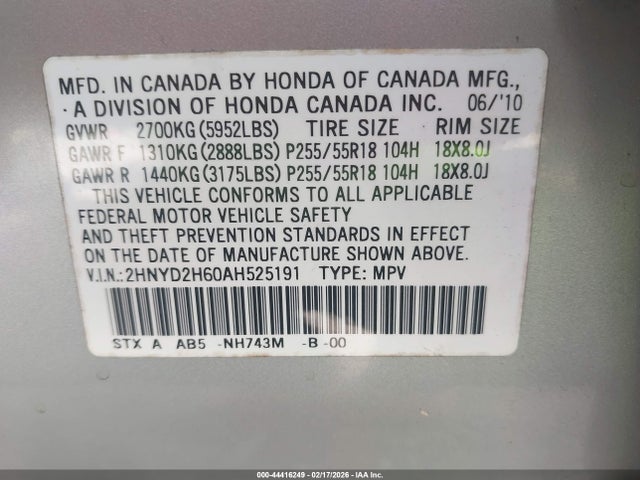 MFD. IN CANADA BY HONDA OF CANADA MFG.,
A DIVISION OF HONDA CANADA INC. 06/'10
GVWR 2700KG(5952LBS) TIRE SIZE RIM SIZE
GAWR F 1310KG(2888LBS) P255/55R18 104H 18X8.0J
GAWR R 1440KG(3175LBS) P255/55R18 104H 18X8.0J
THIS VEHICLE CONFORMS TO ALL APPLICABLE
FEDERAL MOTOR VEHICLE SAFETY
AND THEFT PREVENTION STANDARDS IN EFFECT
ON THE DATE OF MANUFACTURE SHOWN ABOVE.
V.I.N.:2HNYD2H60AH525191 TYPE: MPV
STX A AB5 -NH743M -B -00
000-44416249 - 02/17/2026 - IAA Inc.